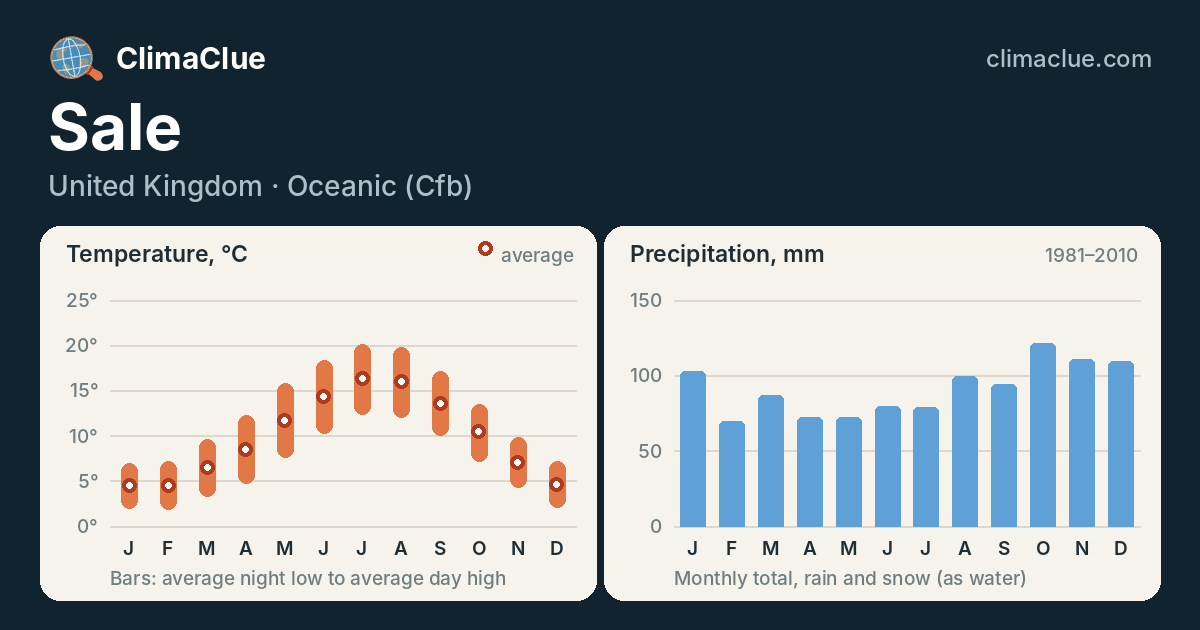 ClimaClue
climaclue.com
Sale
United Kingdom · Oceanic (Cfb)
Temperature, °C
average
25°
20°
15°
10°
5°
0°
J F M A M J J A S O N D
Bars: average night low to average day high
Precipitation, mm
1981–2010
150
100
50
0
J F M A M J J A S O N D
Monthly total, rain and snow (as water)